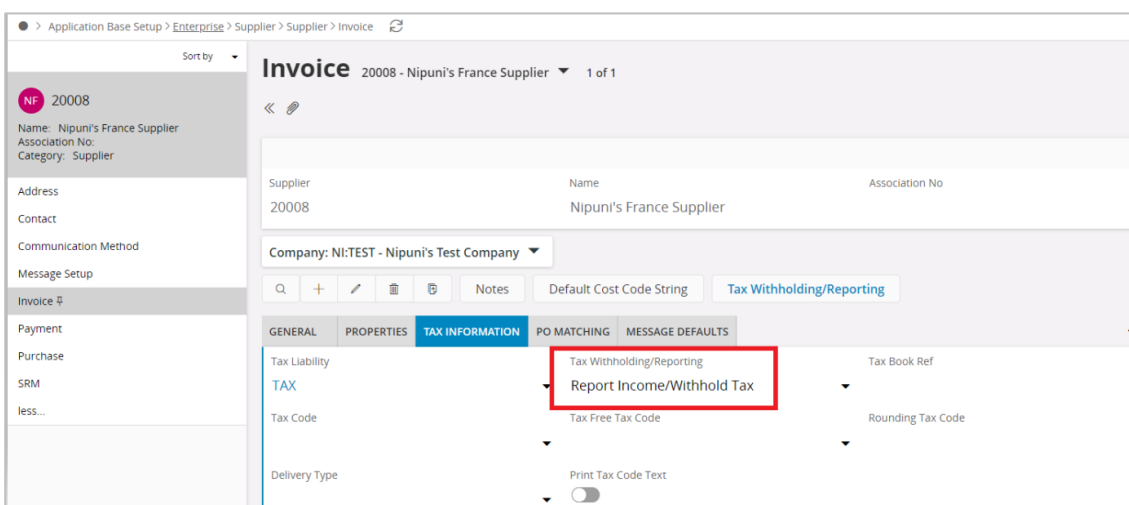 > Application Base Setup > Enterprise > Supplier > Supplier > Invoice
Sort by
NF 20008
Name: Nipuni's France Supplier
Association No:
Category: Supplier
Address
Contact
Communication Method
Message Setup
Invoice
Payment
Purchase
SRM
less...
Invoice 20008 - Nipuni's France Supplier 1 of 1
Supplier Name Association No
20008 Nipuni's France Supplier
Company: NI:TEST - Nipuni's Test Company
Notes Default Cost Code String Tax Withholding/Reporting
GENERAL PROPERTIES TAX INFORMATION PO MATCHING MESSAGE DEFAULTS
Tax Liability Tax Withholding/Reporting Tax Book Ref
TAX Report Income/Withhold Tax
Tax Code Tax Free Tax Code Rounding Tax Code
Delivery Type Print Tax Code Text